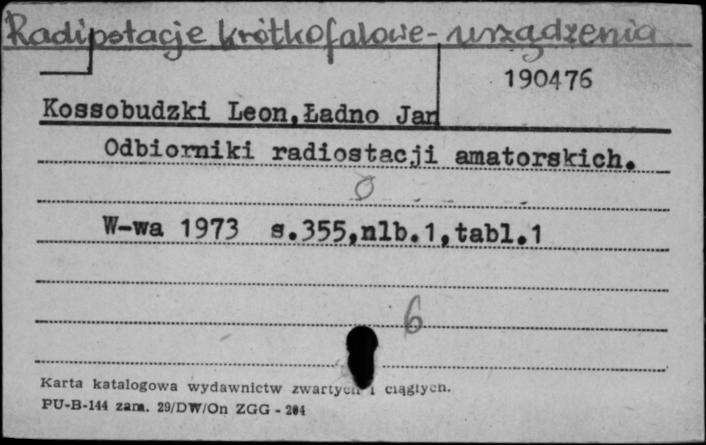 Radiostacje krótkofalowe - urządzenia
190476
Kossobudzki Leon, Ładno Jan
Odbiorniki radiostacji amatorskich.
W-wa 1973 s.355,nlb.1,tabl.1
6
Karta katalogowa wydawnictw zwartych i ciągłych.
PU-B-144 zam. 29/DW/On ZGG - 204